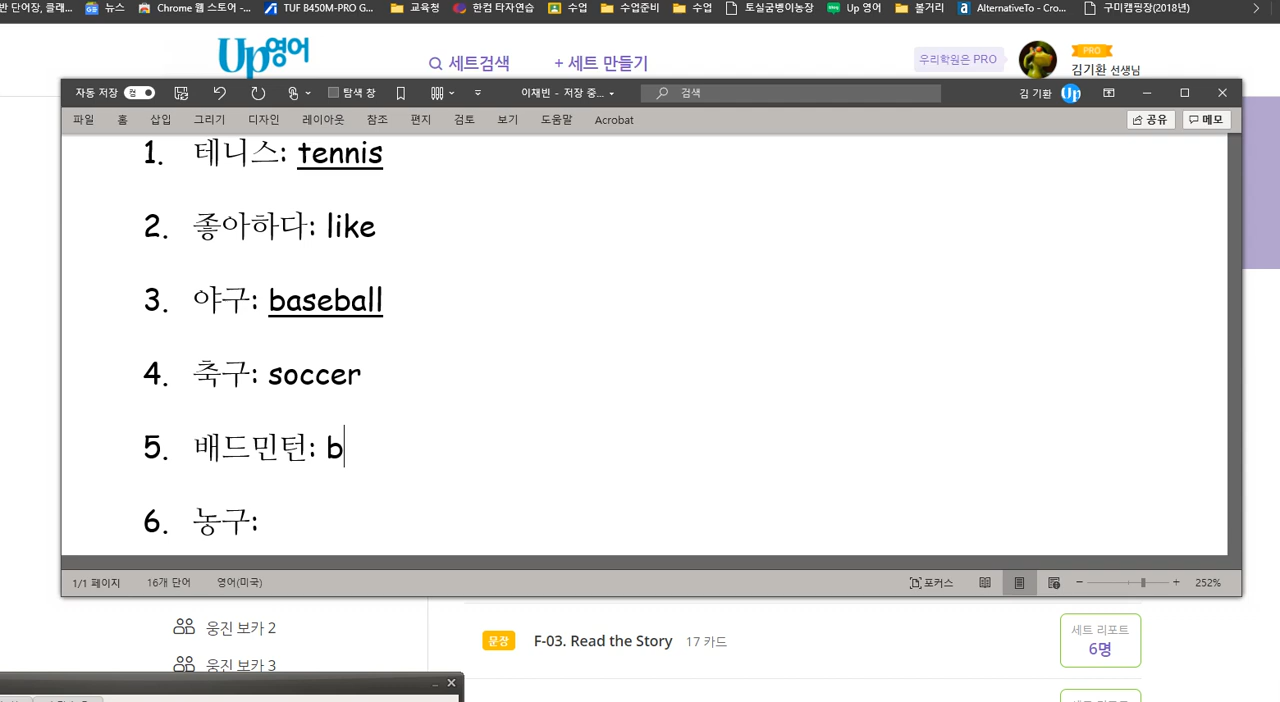 반 단어장, 클래... 뉴스 Chrome 웹 스토어 -... TUF B450M-PRO G... 교육청 한컴 타자연습 수업 수업준비 수업 토실굼벵이농장 Up 영어 볼거리 AlternativeTo - Cro... 구미캠핑장(2018년)
Up영어 세트검색 + 세트 만들기 우리학원은 PRO PRO
김기환 선생님
자동 저장 이재빈 - 저장 중... 검색 김 기환 Up
탐색 창
파일 홈 삽입 그리기 디자인 레이아웃 참조 편지 검토 보기 도움말 Acrobat 공유 메모
1. 테니스: tennis
2. 좋아하다: like
3. 야구: baseball
4. 축구: soccer
5. 배드민턴: b
6. 농구:
1/1 페이지 16개 단어 영어(미국) 포커스 252%
웅진 보카 2
문장 F-03. Read the Story 17 카드 세트 리포트
6명
웅진 보카 3